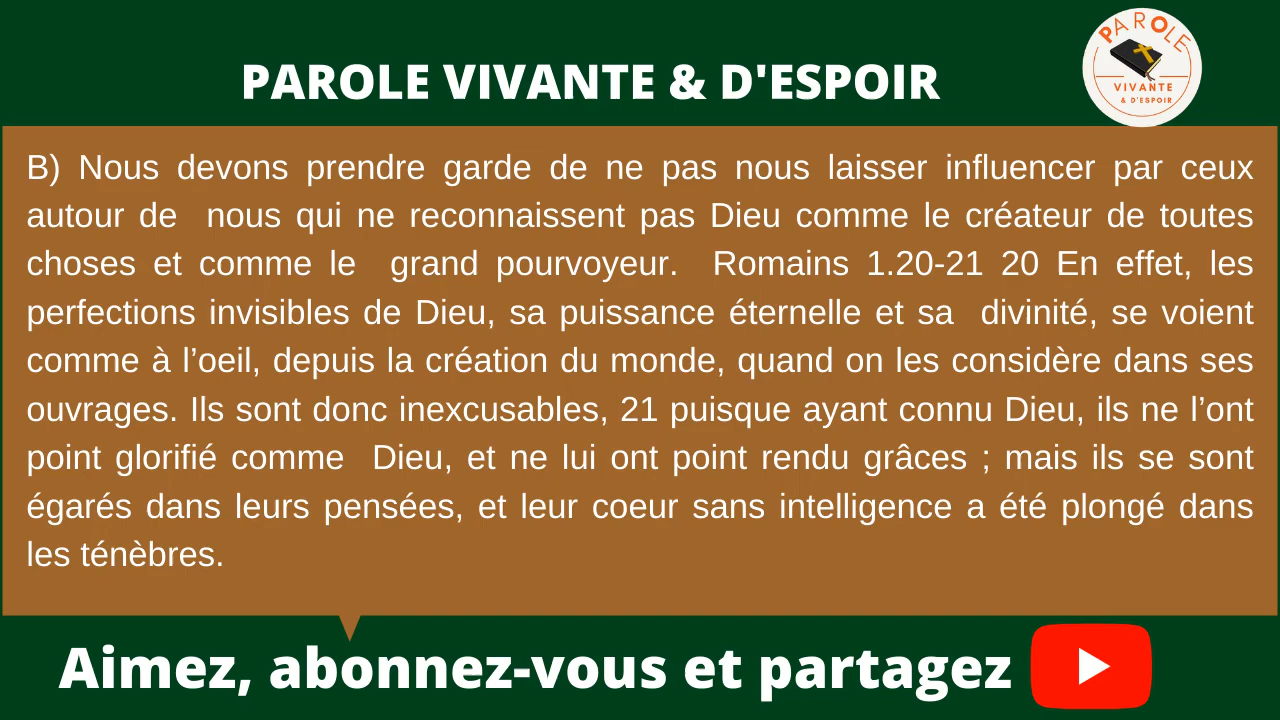 PAROLE
VIVANTE
& D'ESPOIR
PAROLE VIVANTE & D'ESPOIR
B) Nous devons prendre garde de ne pas nous laisser influencer par ceux
autour de nous qui ne reconnaissent pas Dieu comme le créateur de toutes
choses et comme le grand pourvoyeur. Romains 1.20-21 20 En effet, les
perfections invisibles de Dieu, sa puissance éternelle et sa divinité, se voient
comme à l’oeil, depuis la création du monde, quand on les considère dans ses
ouvrages. Ils sont donc inexcusables, 21 puisque ayant connu Dieu, ils ne l’ont
point glorifié comme Dieu, et ne lui ont point rendu grâces ; mais ils se sont
égarés dans leurs pensées, et leur coeur sans intelligence a été plongé dans
les ténèbres.
Aimez, abonnez-vous et partagez